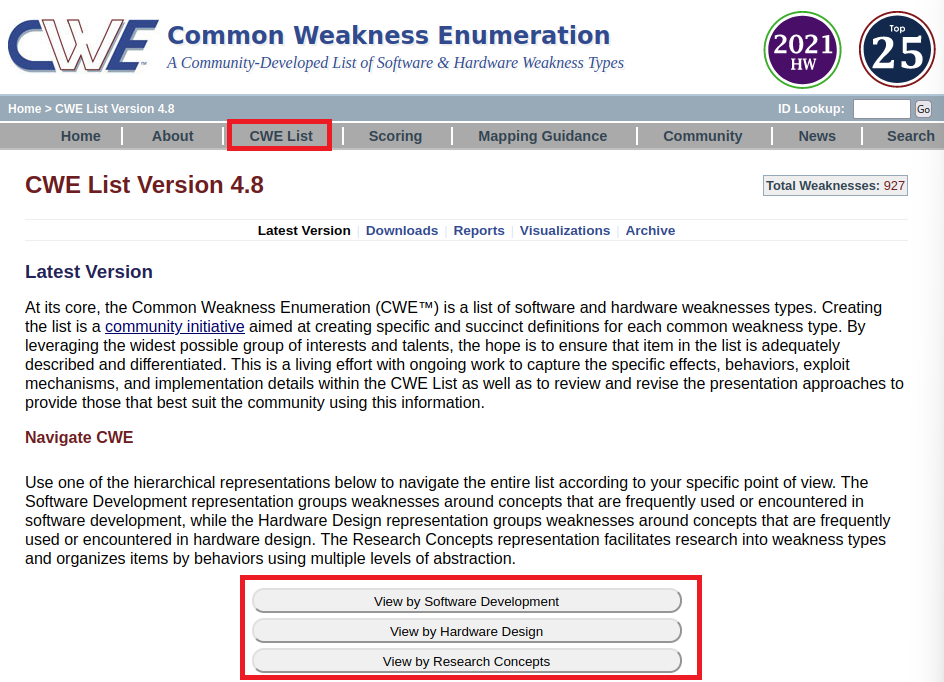 CWE™
Common Weakness Enumeration
A Community-Developed List of Software & Hardware Weakness Types
2021
HW
Top
25
Home > CWE List Version 4.8
ID Lookup:
Go
Home
About
CWE List
Scoring
Mapping Guidance
Community
News
Search
CWE List Version 4.8
Total Weaknesses: 927
Latest Version | Downloads | Reports | Visualizations | Archive
Latest Version
At its core, the Common Weakness Enumeration (CWE™) is a list of software and hardware weaknesses types. Creating
the list is a community initiative aimed at creating specific and succinct definitions for each common weakness type. By
leveraging the widest possible group of interests and talents, the hope is to ensure that item in the list is adequately
described and differentiated. This is a living effort with ongoing work to capture the specific effects, behaviors, exploit
mechanisms, and implementation details within the CWE List as well as to review and revise the presentation approaches to
provide those that best suit the community using this information.
Navigate CWE
Use one of the hierarchical representations below to navigate the entire list according to your specific point of view. The
Software Development representation groups weaknesses around concepts that are frequently used or encountered in
software development, while the Hardware Design representation groups weaknesses around concepts that are frequently
used or encountered in hardware design. The Research Concepts representation facilitates research into weakness types
and organizes items by behaviors using multiple levels of abstraction.
View by Software Development
View by Hardware Design
View by Research Concepts